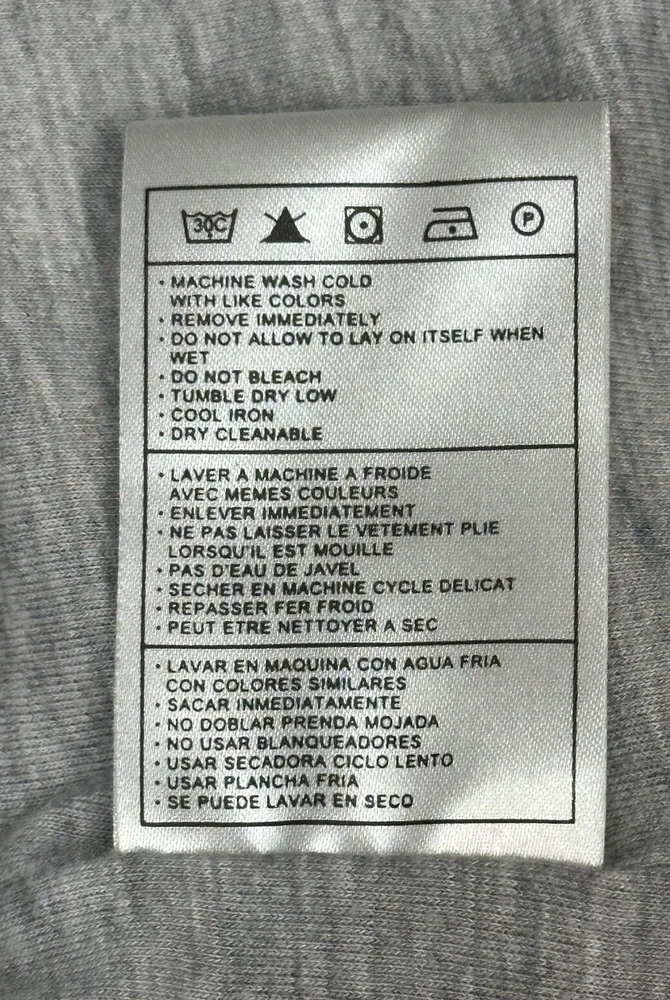 30C P
• MACHINE WASH COLD
WITH LIKE COLORS
• REMOVE IMMEDIATELY
• DO NOT ALLOW TO LAY ON ITSELF WHEN
WET
• DO NOT BLEACH
• TUMBLE DRY LOW
• COOL IRON
• DRY CLEANABLE
• LAVER A MACHINE A FROIDE
AVEC MEMES COULEURS
• ENLEVER IMMEDIATEMENT
• NE PAS LAISSER LE VETEMENT PLIE
LORSQU'IL EST MOUILLE
• PAS D'EAU DE JAVEL
• SECHER EN MACHINE CYCLE DELICAT
• REPASSER FER FROID
• PEUT ETRE NETTOYER A SEC
• LAVAR EN MAQUINA CON AGUA FRIA
CON COLORES SIMILARES
• SACAR INMEDIATAMENTE
• NO DOBLAR PRENDA MOJADA
• NO USAR BLANQUEADORES
• USAR SECADORA CICLO LENTO
• USAR PLANCHA FRIA
• SE PUEDE LAVAR EN SECO